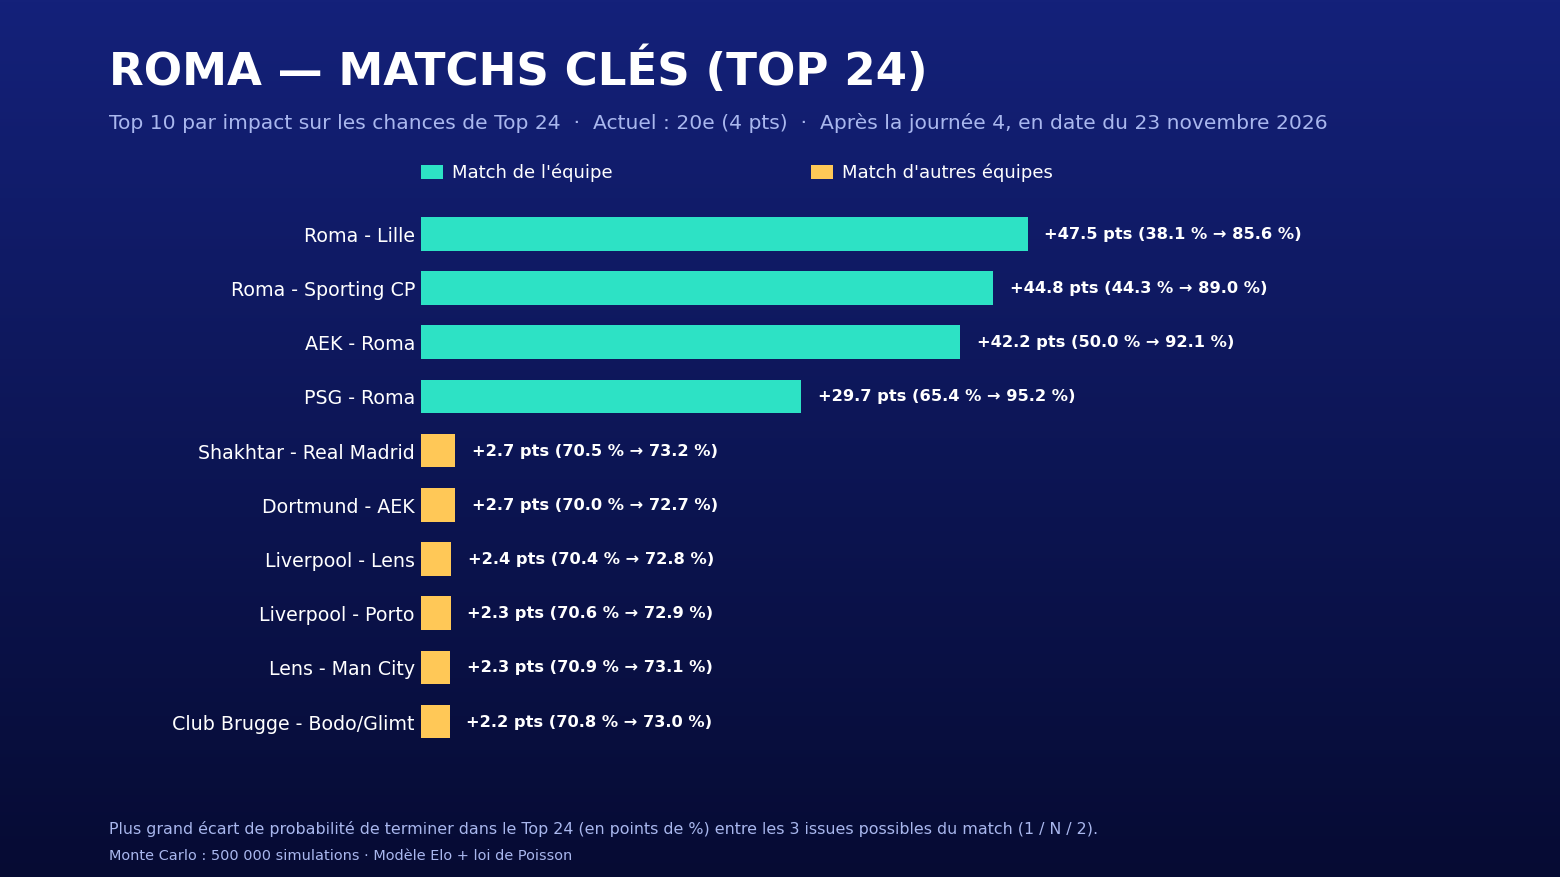 ROMA — MATCHS CLÉS (TOP 24)
Top 10 par impact sur les chances de Top 24 · Actuel : 20e (4 pts) · Après la journée 4, en date du 23 novembre 2026
Match de l'équipe
Match d'autres équipes
Roma - Lille +47.5 pts (38.1 % → 85.6 %)
Roma - Sporting CP +44.8 pts (44.3 % → 89.0 %)
AEK - Roma +42.2 pts (50.0 % → 92.1 %)
PSG - Roma +29.7 pts (65.4 % → 95.2 %)
Shakhtar - Real Madrid +2.7 pts (70.5 % → 73.2 %)
Dortmund - AEK +2.7 pts (70.0 % → 72.7 %)
Liverpool - Lens +2.4 pts (70.4 % → 72.8 %)
Liverpool - Porto +2.3 pts (70.6 % → 72.9 %)
Lens - Man City +2.3 pts (70.9 % → 73.1 %)
Club Brugge - Bodo/Glimt +2.2 pts (70.8 % → 73.0 %)
Plus grand écart de probabilité de terminer dans le Top 24 (en points de %) entre les 3 issues possibles du match (1 / N / 2).
Monte Carlo : 500 000 simulations · Modèle Elo + loi de Poisson